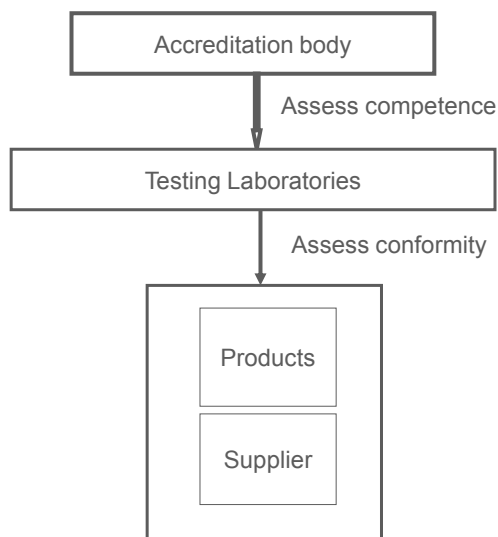 Accreditation body
Assess competence
Testing Laboratories
Assess conformity
Products
Supplier